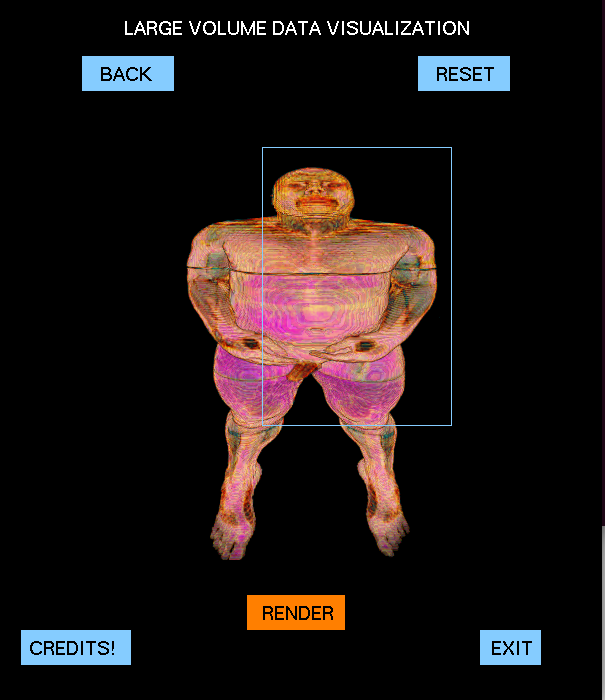 LARGE VOLUME DATA VISUALIZATION
BACK
RESET
RENDER
CREDITS!
EXIT